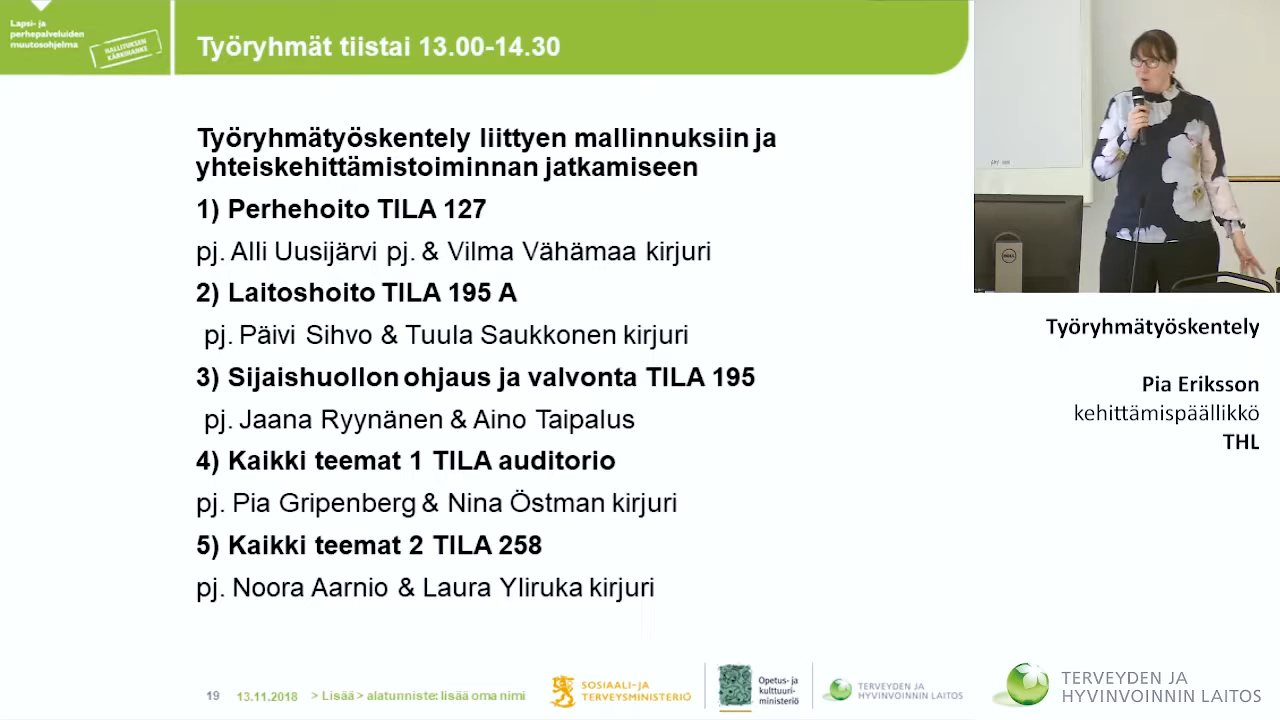 Lapsi- ja
perhepalveluiden
muutosohjelma
HALLITUKSEN
KÄRKIHANKE
Työryhmät tiistai 13.00-14.30
Työryhmätyöskentely liittyen mallinnuksiin ja
yhteiskehittämistoiminnan jatkamiseen
1) Perhehoito TILA 127
pj. Alli Uusijärvi pj. & Vilma Vähämaa kirjuri
2) Laitoshoito TILA 195 A
pj. Päivi Sihvo & Tuula Saukkonen kirjuri
3) Sijaishuollon ohjaus ja valvonta TILA 195
pj. Jaana Ryynänen & Aino Taipalus
4) Kaikki teemat 1 TILA auditorio
pj. Pia Gripenberg & Nina Östman kirjuri
5) Kaikki teemat 2 TILA 258
pj. Noora Aarnio & Laura Yliruka kirjuri
Työryhmätyöskentely
Pia Eriksson
kehittämispäällikkö
THL
19 13.11.2018 > Lisää > alatunniste: lisää oma nimi
SOSIAALI- JA
TERVEYSMINISTERIÖ
Opetus- ja
kulttuuri-
ministeriö
TERVEYDEN JA
HYVINVOINNIN LAITOS
TERVEYDEN JA
HYVINVOINNIN LAITOS
DELL